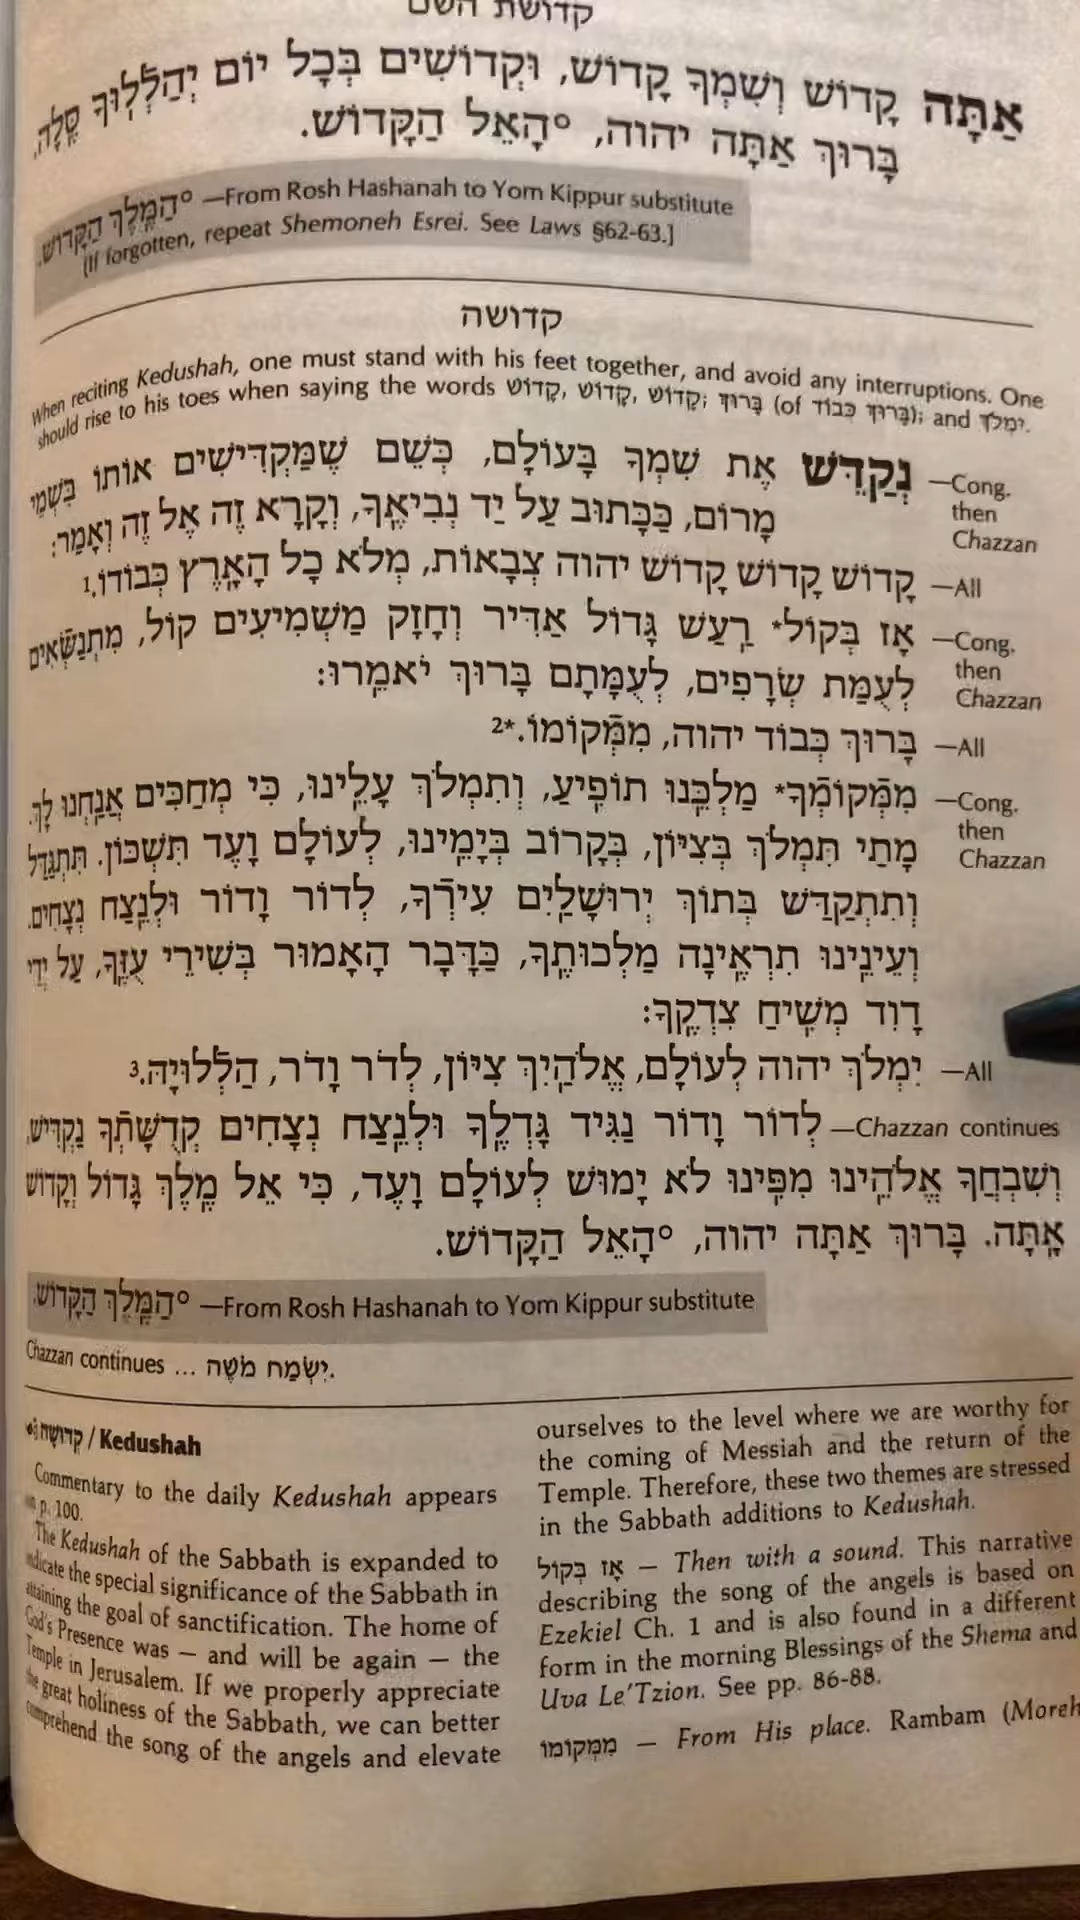 קדושת השם
אַתָּה קָדוֹשׁ וְשִׁמְךָ קָדוֹשׁ, וּקְדוֹשִׁים בְּכָל יוֹם יְהַלְלוּךָ סֶּלָה.
בָּרוּךְ אַתָּה יהוה, °הָאֵל הַקָּדוֹשׁ.
°הַמֶּלֶךְ הַקָּדוֹשׁ. —From Rosh Hashanah to Yom Kippur substitute
[If forgotten, repeat Shemoneh Esrei. See Laws §62-63.]
קדושה
When reciting Kedushah, one must stand with his feet together, and avoid any interruptions. One
should rise to his toes when saying the words קָדוֹשׁ, קָדוֹשׁ, קָדוֹשׁ; בָּרוּךְ (of בָּרוּךְ כְּבוֹד); and יִמְלֹךְ.
נְקַדֵּשׁ אֶת שִׁמְךָ בָּעוֹלָם, כְּשֵׁם שֶׁמַּקְדִּישִׁים אוֹתוֹ בִּשְׁמֵי —Cong. then Chazzan
מָרוֹם, כַּכָּתוּב עַל יַד נְבִיאֶךָ, וְקָרָא זֶה אֶל זֶה וְאָמַר:
קָדוֹשׁ קָדוֹשׁ קָדוֹשׁ יהוה צְבָאוֹת, מְלֹא כָל הָאָרֶץ כְּבוֹדוֹ.1 —All
אָז בְּקוֹל* רַעַשׁ גָּדוֹל אַדִּיר וְחָזָק מַשְׁמִיעִים קוֹל, מִתְנַשְּׂאִים —Cong. then Chazzan
לְעֻמַּת שְׂרָפִים, לְעֻמָּתָם בָּרוּךְ יֹאמֵרוּ:
בָּרוּךְ כְּבוֹד יהוה, מִמְּקוֹמוֹ.*2 —All
מִמְּקוֹמְךָ* מַלְכֵּנוּ תוֹפִיעַ, וְתִמְלֹךְ עָלֵינוּ, כִּי מְחַכִּים אֲנַחְנוּ לָךְ. —Cong. then Chazzan
מָתַי תִּמְלֹךְ בְּצִיּוֹן, בְּקָרוֹב בְּיָמֵינוּ, לְעוֹלָם וָעֶד תִּשְׁכּוֹן. תִּתְגַּדַּל
וְתִתְקַדַּשׁ בְּתוֹךְ יְרוּשָׁלַיִם עִירְךָ, לְדוֹר וָדוֹר וּלְנֵצַח נְצָחִים.
וְעֵינֵינוּ תִרְאֶינָה מַלְכוּתֶךָ, כַּדָּבָר הָאָמוּר בְּשִׁירֵי עֻזֶּךָ, עַל יְדֵי
דָוִד מְשִׁיחַ צִדְקֶךָ:
יִמְלֹךְ יהוה לְעוֹלָם, אֱלֹהַיִךְ צִיּוֹן, לְדֹר וָדֹר, הַלְלוּיָהּ.3 —All
לְדוֹר וָדוֹר נַגִּיד גָּדְלֶךָ וּלְנֵצַח נְצָחִים קְדֻשָּׁתְךָ נַקְדִּישׁ, —Chazzan continues
וְשִׁבְחֲךָ אֱלֹהֵינוּ מִפִּינוּ לֹא יָמוּשׁ לְעוֹלָם וָעֶד, כִּי אֵל מֶלֶךְ גָּדוֹל וְקָדוֹשׁ
אָתָּה. בָּרוּךְ אַתָּה יהוה, °הָאֵל הַקָּדוֹשׁ.
°הַמֶּלֶךְ הַקָּדוֹשׁ. —From Rosh Hashanah to Yom Kippur substitute
Chazzan continues ... יִשְׂמַח מֹשֶׁה.
קדושה / Kedushah
Commentary to the daily Kedushah appears
p. 100.
The Kedushah of the Sabbath is expanded to
indicate the special significance of the Sabbath in
attaining the goal of sanctification. The home of
God's Presence was — and will be again — the
Temple in Jerusalem. If we properly appreciate
the great holiness of the Sabbath, we can better
comprehend the song of the angels and elevate
ourselves to the level where we are worthy for
the coming of Messiah and the return of the
Temple. Therefore, these two themes are stressed
in the Sabbath additions to Kedushah.
אָז בְּקוֹל — Then with a sound. This narrative
describing the song of the angels is based on
Ezekiel Ch. 1 and is also found in a different
form in the morning Blessings of the Shema and
Uva Le'Tzion. See pp. 86-88.
מִמְּקוֹמוֹ — From His place. Rambam (Moreh